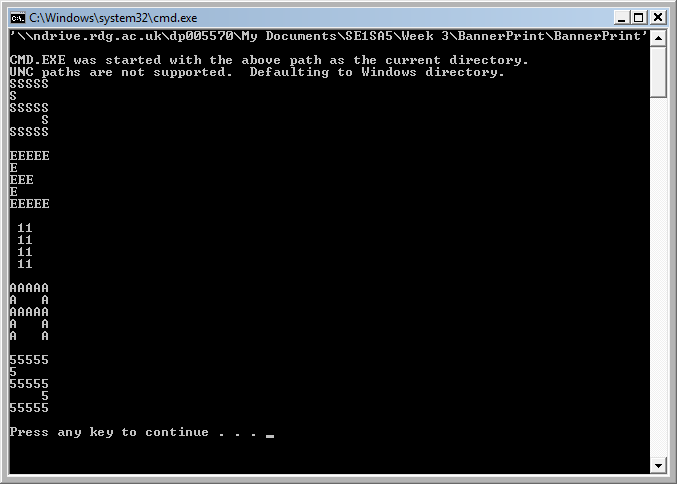 C:\Windows\system32\cmd.exe
'\\ndrive.rdg.ac.uk\dp005570\My Documents\SE1SA5\Week 3\BannerPrint\BannerPrint'
CMD.EXE was started with the above path as the current directory.
UNC paths are not supported.  Defaulting to Windows directory.
SSSSS
S
SSSSS
    S
SSSSS

EEEEE
E
EEE
E
EEEEE

 11
 11
 11
 11

AAAAA
A   A
AAAAA
A   A
A   A

55555
5
55555
    5
55555

Press any key to continue . . . _